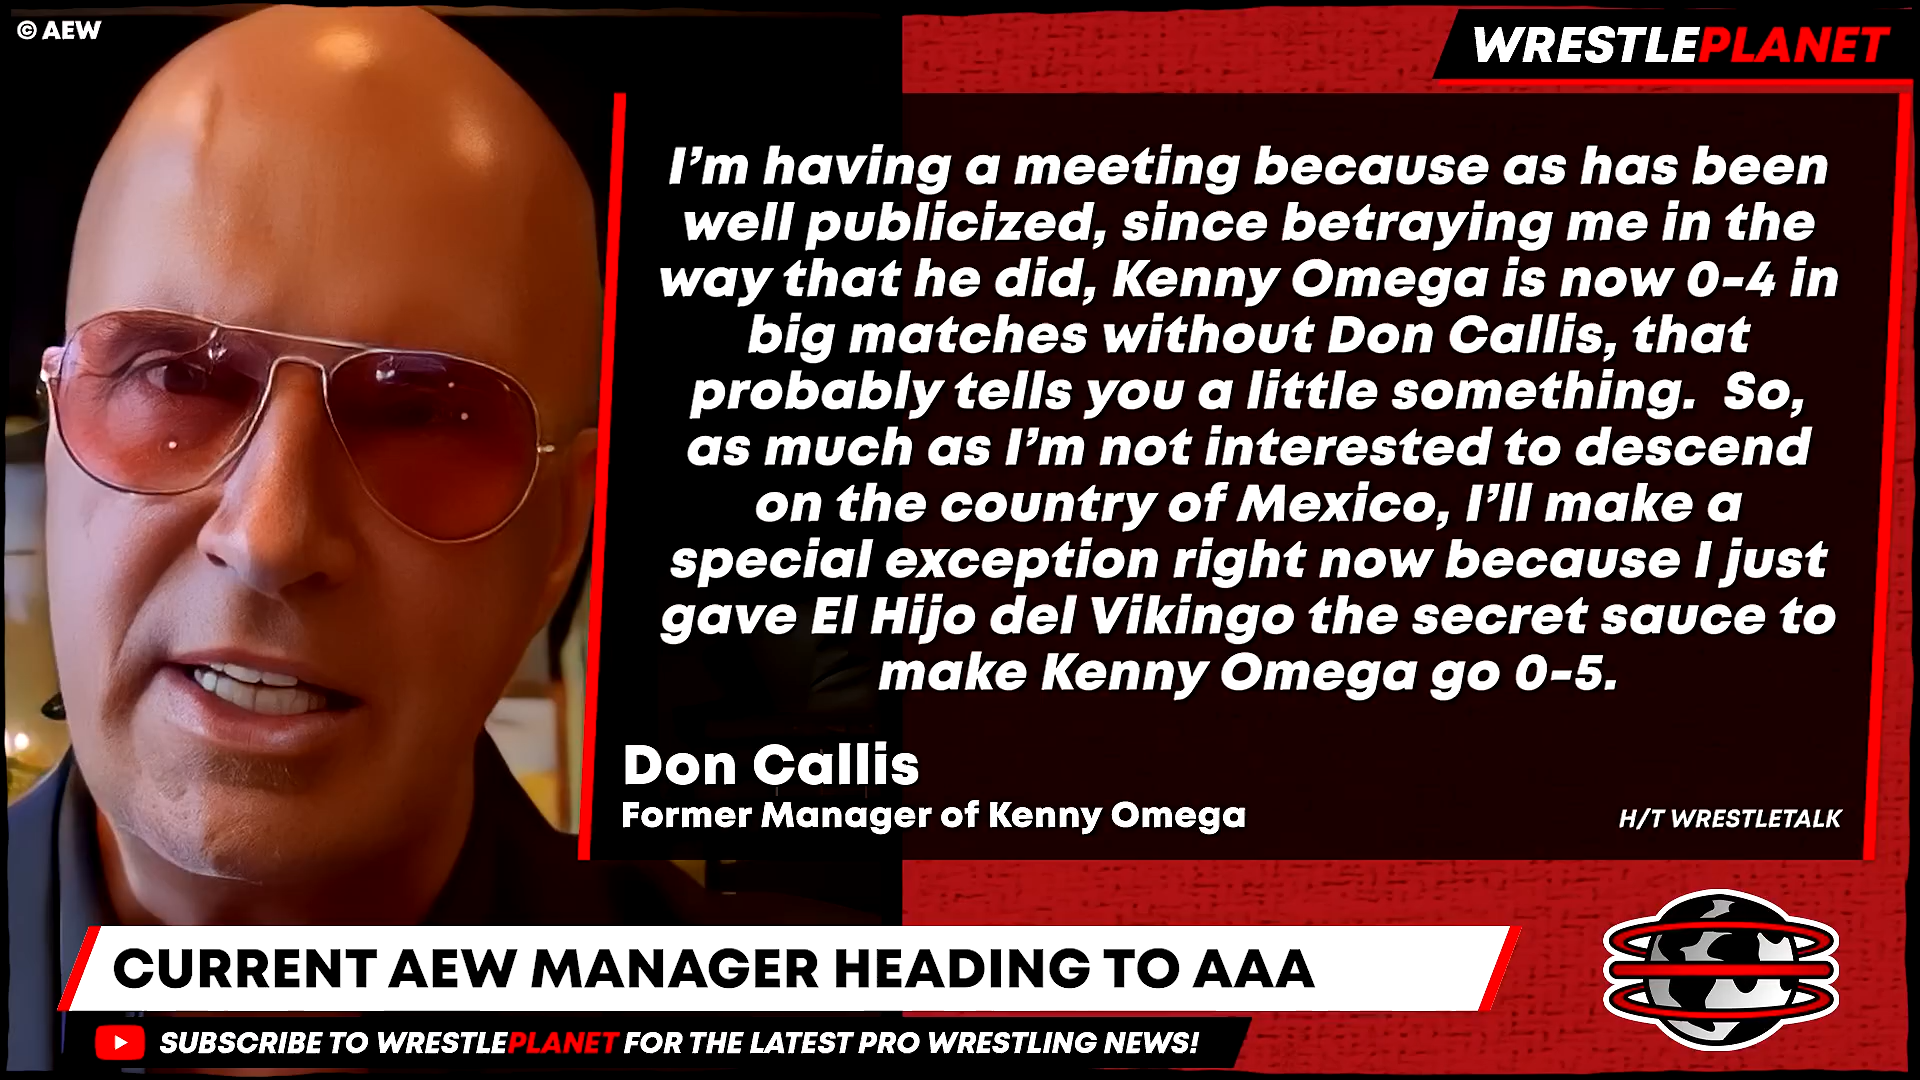 © AEW
WRESTLEPLANET
I’m having a meeting because as has been
well publicized, since betraying me in the
way that he did, Kenny Omega is now 0-4 in
big matches without Don Callis, that
probably tells you a little something.  So,
as much as I’m not interested to descend
on the country of Mexico, I’ll make a
special exception right now because I just
gave El Hijo del Vikingo the secret sauce to
make Kenny Omega go 0-5.
Don Callis
Former Manager of Kenny Omega
H/T WRESTLETALK
CURRENT AEW MANAGER HEADING TO AAA
SUBSCRIBE TO WRESTLEPLANET FOR THE LATEST PRO WRESTLING NEWS!